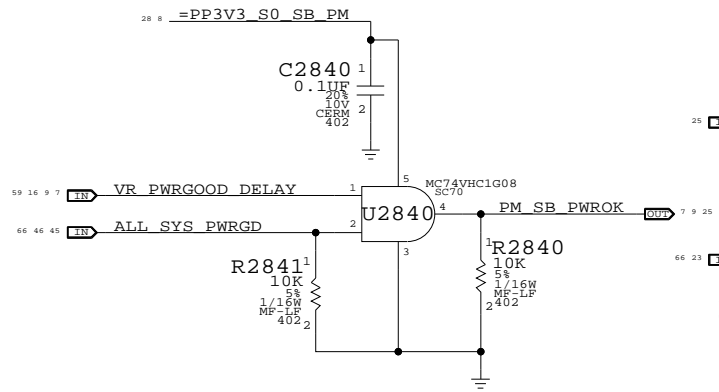 28 8 =PP3V3_S0_SB_PM
C2840 1
0.1UF
20%
10V 2
CERM
402
25
59 16 9 7 IN VR_PWRGOOD_DELAY 1
5
MC74VHC1G08
SC70
U2840
4 PM_SB_PWROK OUT 7 9 25
66 46 45 IN ALL_SYS_PWRGD 2
3
R2841 1
10K
5%
1/16W
MF-LF
402 2
1 R2840
10K
5%
1/16W
MF-LF
2 402
66 23